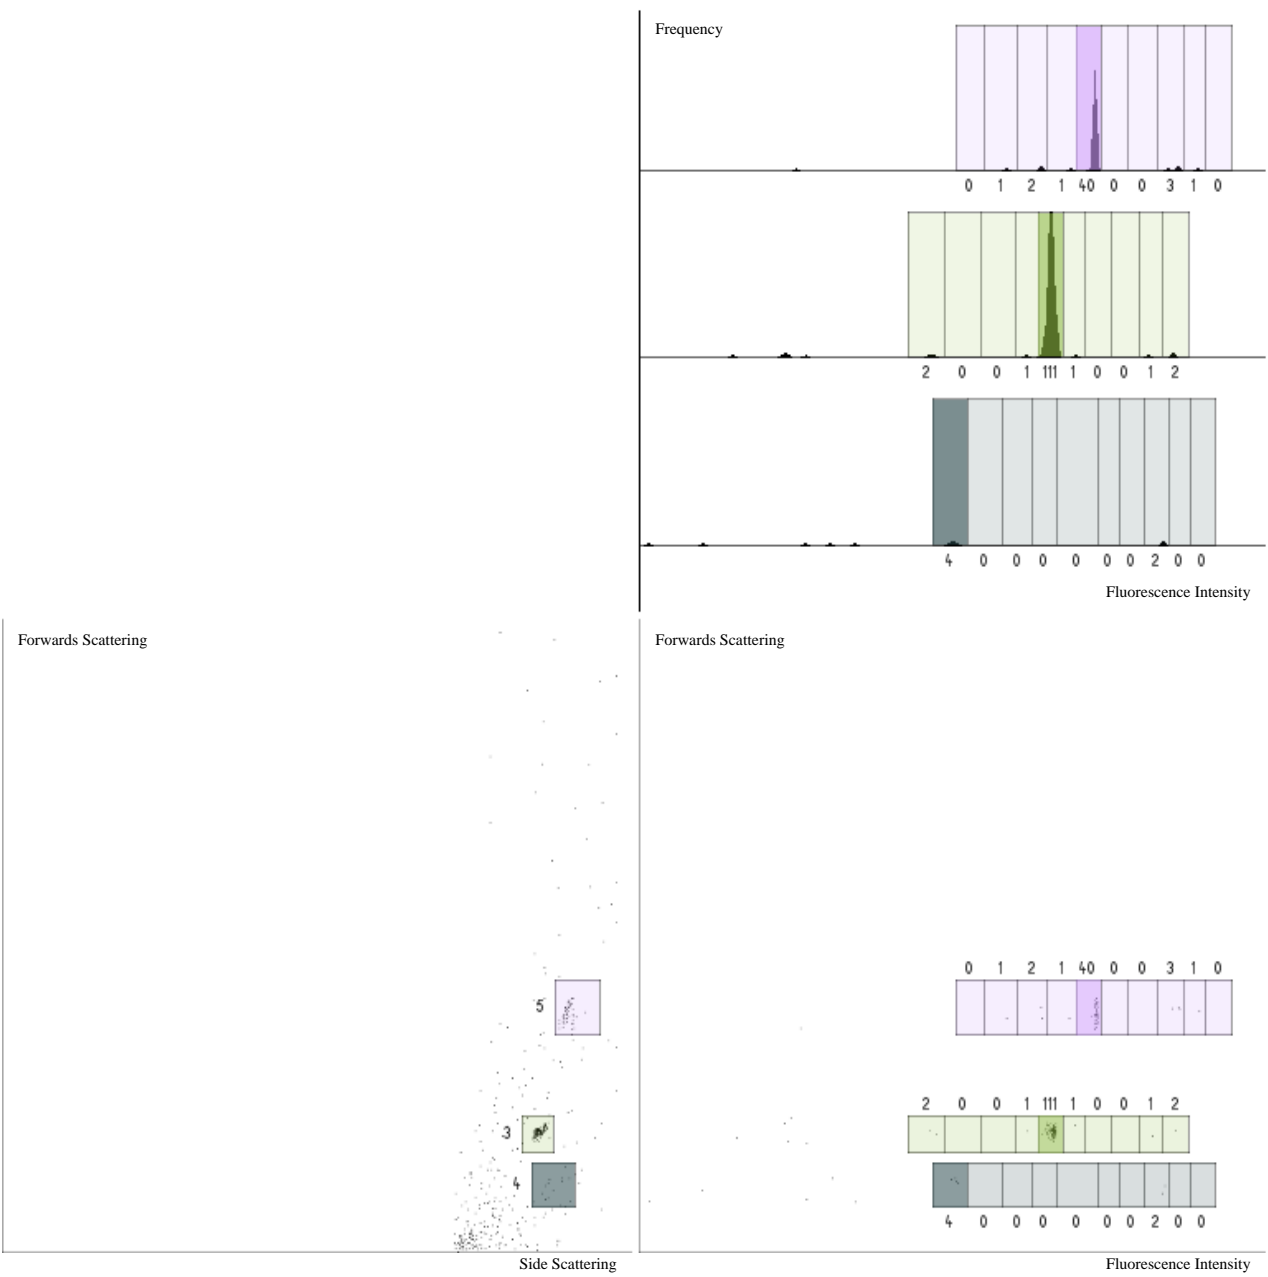 Frequency
0 1 2 1 40 0 0 3 1 0
2 0 0 1 111 1 0 0 1 2
4 0 0 0 0 0 0 2 0 0
Fluorescence Intensity
Forwards Scattering
Forwards Scattering
0 1 2 1 40 0 0 3 1 0
5
2 0 0 1 111 1 0 0 1 2
3
4
4 0 0 0 0 0 0 2 0 0
Side Scattering
Fluorescence Intensity